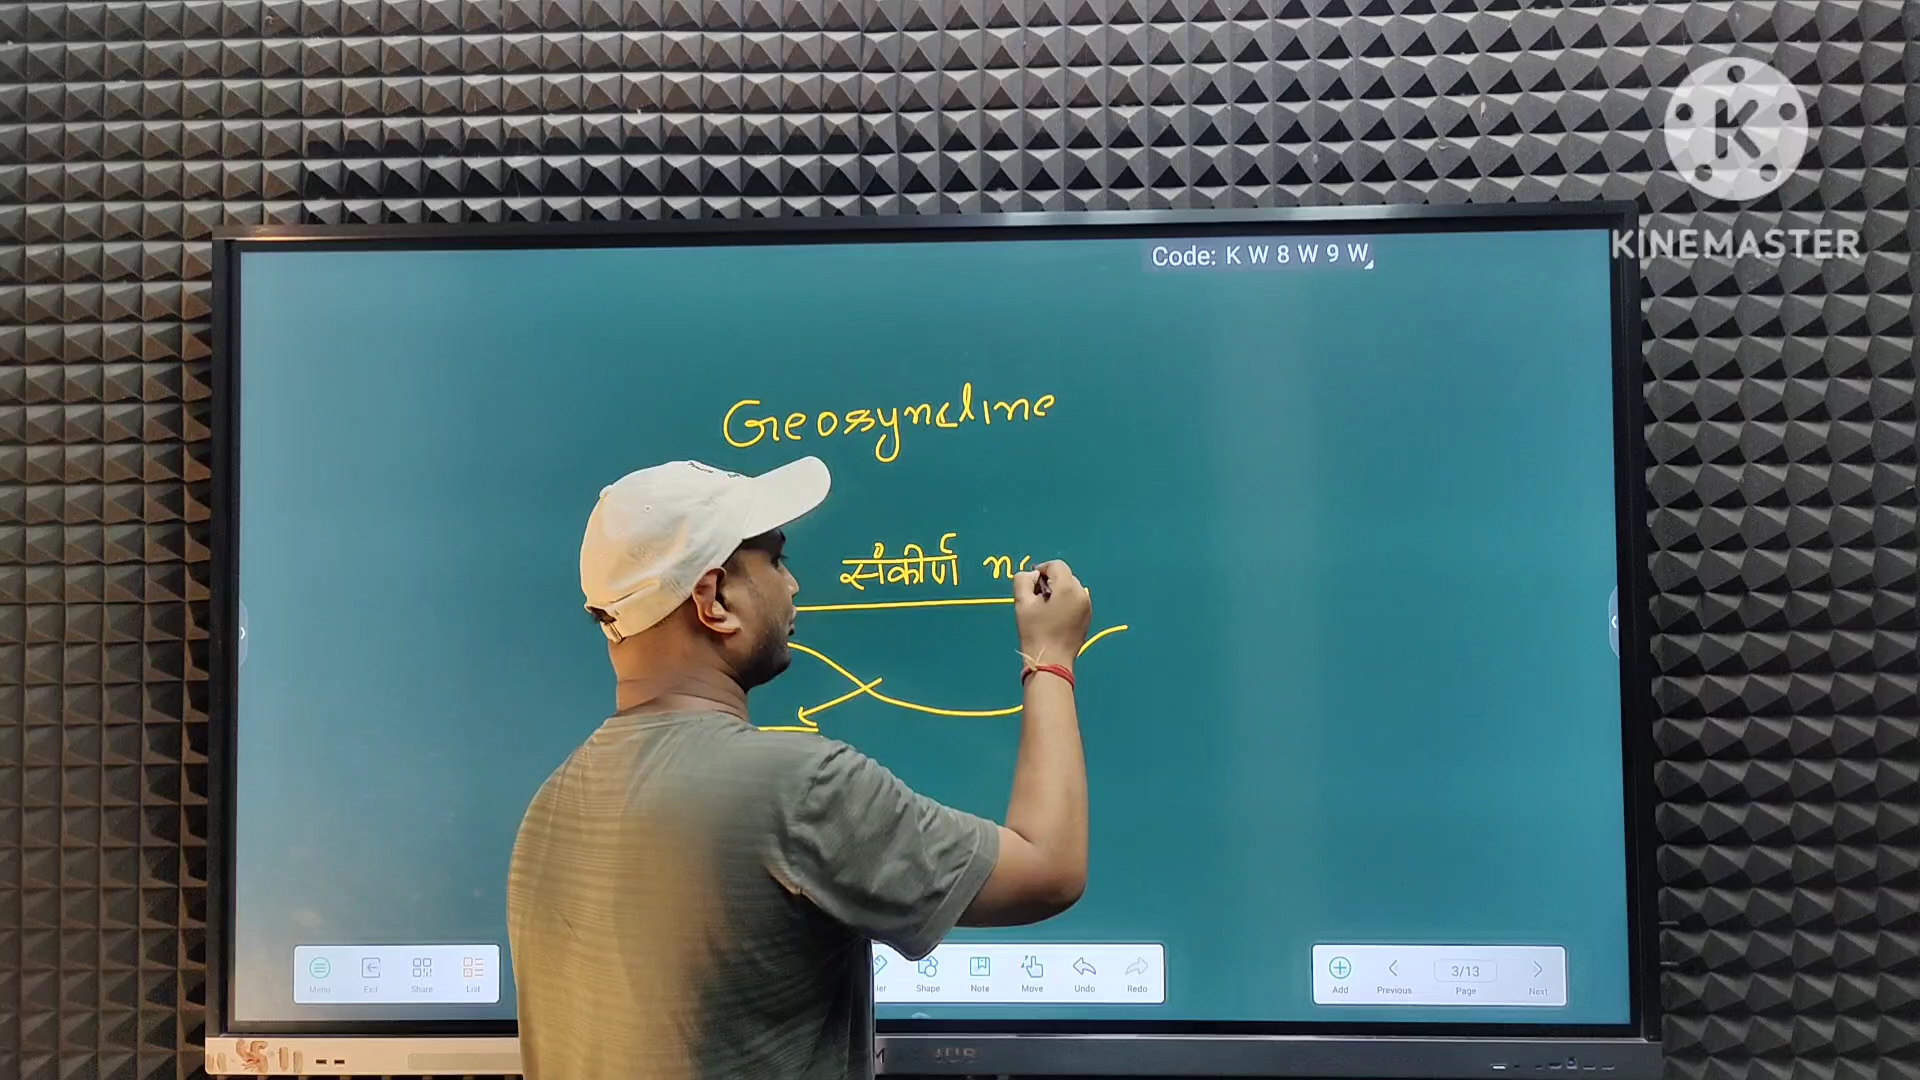 KINEMASTER
Code: K W 8 W 9 W
Geosyncline
संकीर्ण
Menu Exit Share List Shape Note Move Undo Redo Add Previous 3/13 Page Next